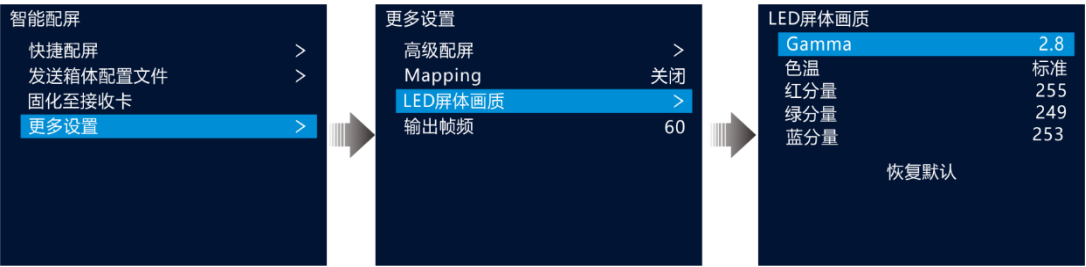 智能配屏
快捷配屏 >
发送箱体配置文件 >
固化至接收卡
更多设置 >
更多设置
高级配屏 >
Mapping 关闭
LED屏体画质 >
输出帧频 60
LED屏体画质
Gamma 2.8
色温 标准
红分量 255
绿分量 249
蓝分量 253
恢复默认